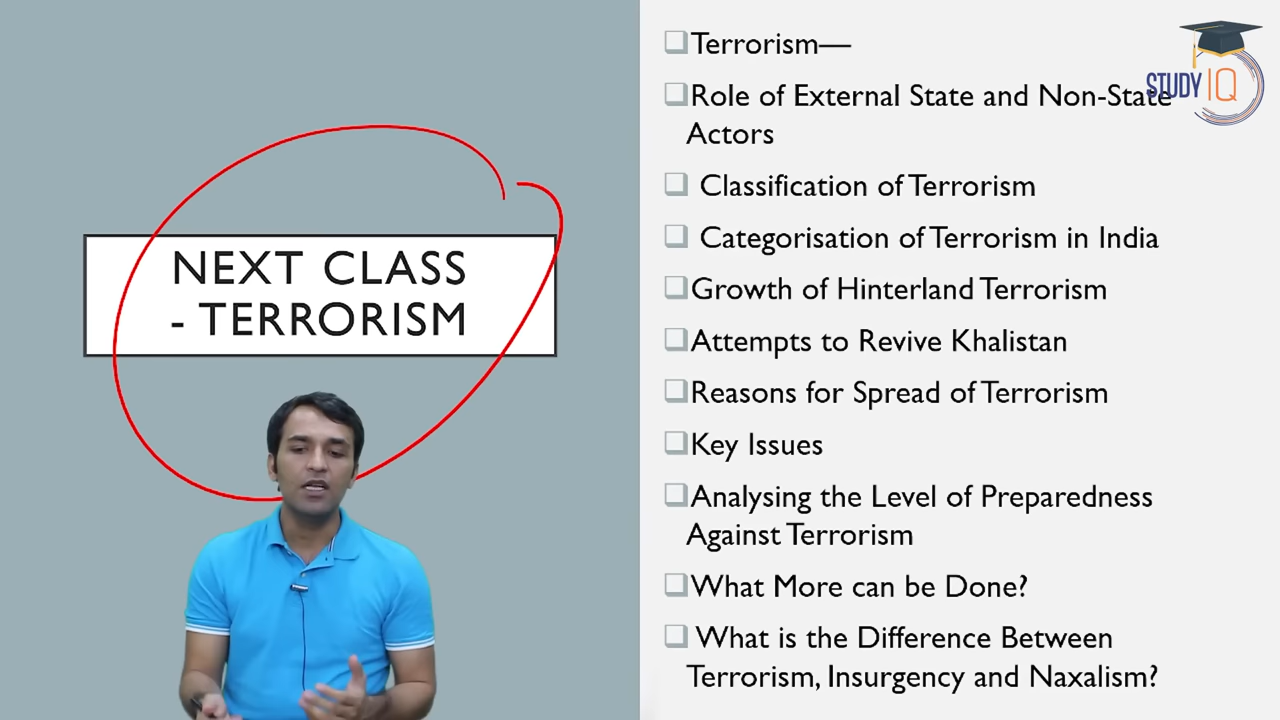 NEXT CLASS
- TERRORISM
Terrorism—
Role of External State and Non-State
Actors
Classification of Terrorism
Categorisation of Terrorism in India
Growth of Hinterland Terrorism
Attempts to Revive Khalistan
Reasons for Spread of Terrorism
Key Issues
Analysing the Level of Preparedness
Against Terrorism
What More can be Done?
What is the Difference Between
Terrorism, Insurgency and Naxalism?
STUDY IQ